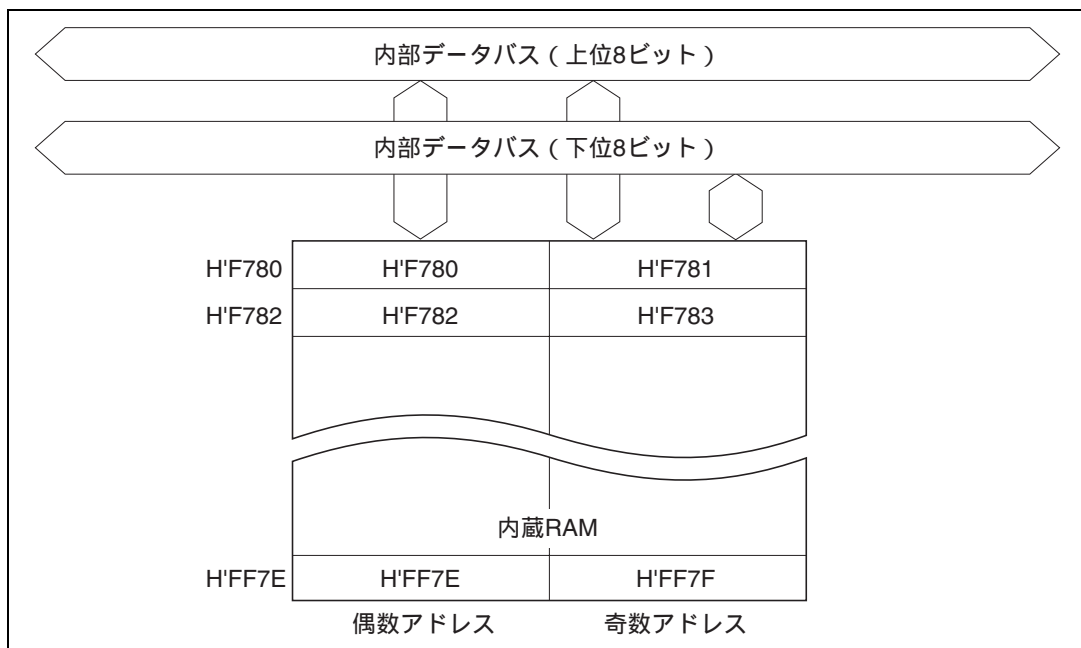 内部データバス（上位8ビット）
内部データバス（下位8ビット）
H'F780 H'F780 H'F781
H'F782 H'F782 H'F783
内蔵RAM
H'FF7E H'FF7E H'FF7F
偶数アドレス 奇数アドレス